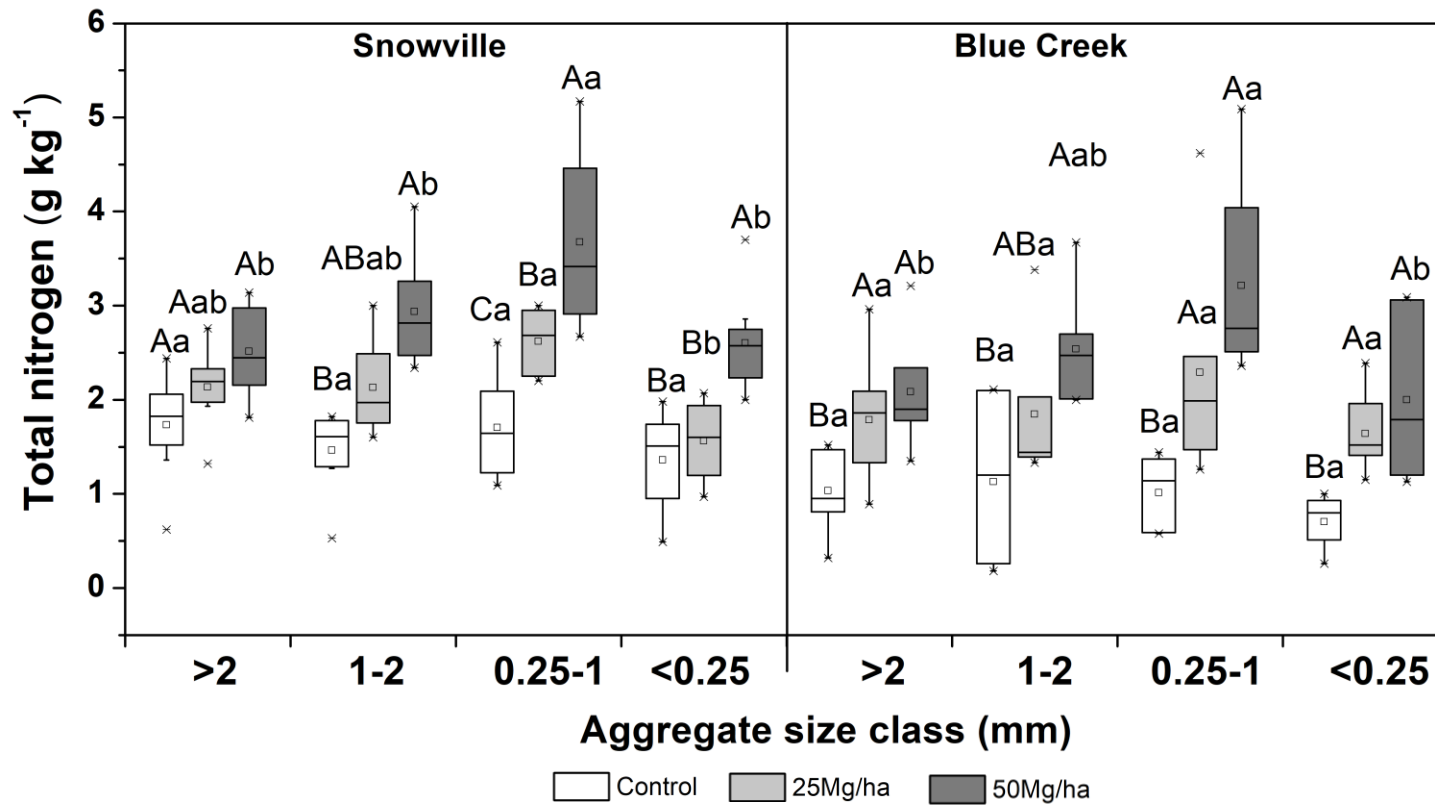 Snowville
Blue Creek
Total nitrogen (g kg⁻¹)
6
5
4
3
2
1
0
Aa
Aab
Ab
Ba
ABab
Ab
Ca
Ba
Aa
Ba
Bb
Ab
Ba
Aa
Ab
Ba
ABa
Aab
Ba
Aa
Aa
Ba
Aa
Ab
>2 1-2 0.25-1 <0.25 >2 1-2 0.25-1 <0.25
Aggregate size class (mm)
Control 25Mg/ha 50Mg/ha